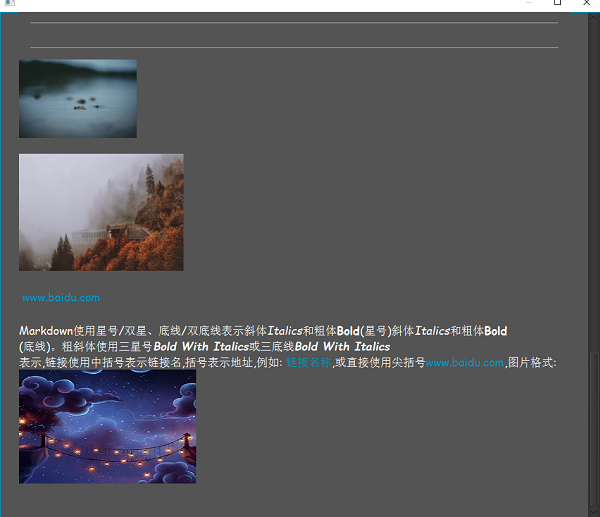 www.baidu.com
Markdown使用星号/双星、底线/双底线表示斜体Italics和粗体Bold(星号)斜体Italics和粗体Bold
(底线)。粗斜体使用三星号Bold With Italics或三底线Bold With Italics
表示,链接使用中括号表示链接名,括号表示地址,例如: 链接名称,或直接使用尖括号www.baidu.com,图片格式: